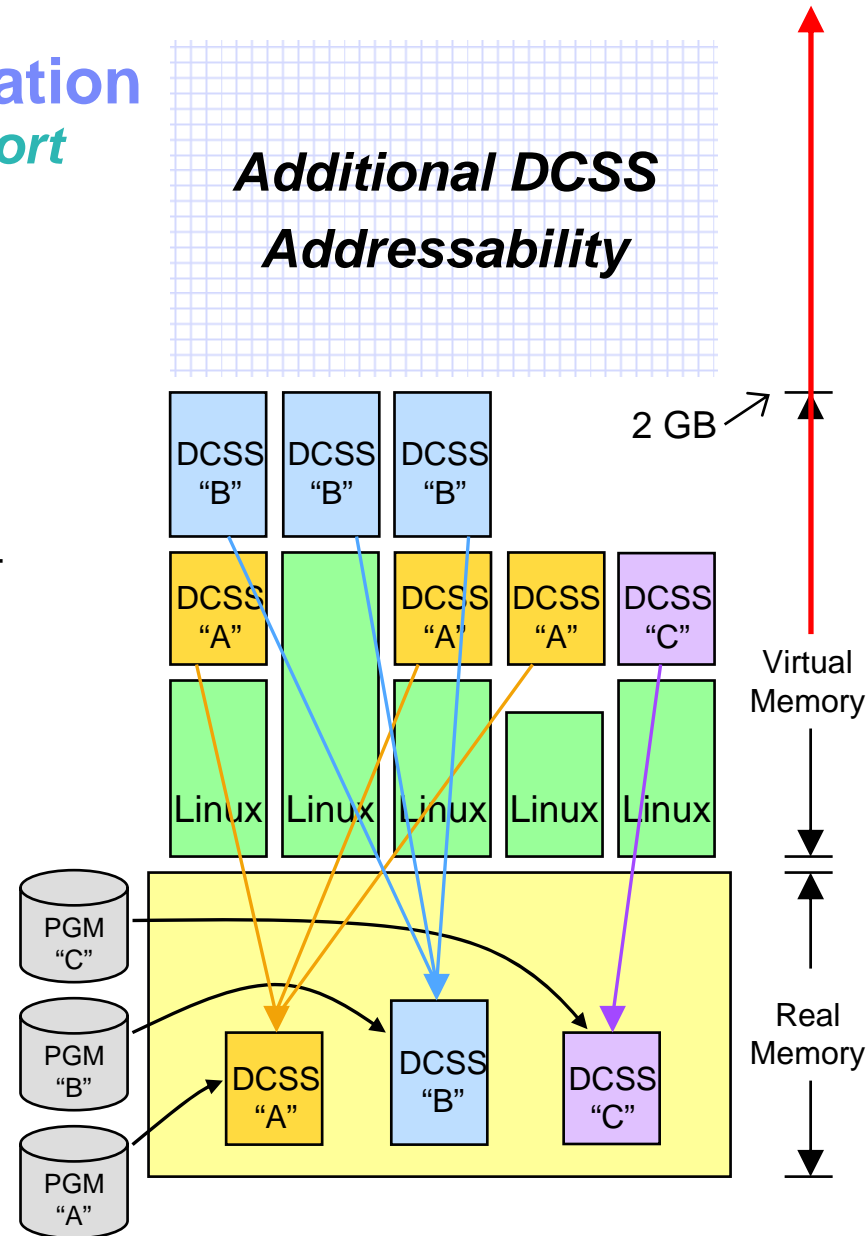 ation
ort
Additional DCSS
Addressability
2 GB
DCSS
“B”
DCSS
“B”
DCSS
“B”
DCSS
“A”
DCSS
“A”
DCSS
“A”
DCSS
“C”
Virtual
Memory
Linux
Linux
Linux
Linux
Linux
PGM
“C”
PGM
“B”
PGM
“A”
DCSS
“A”
DCSS
“B”
DCSS
“C”
Real
Memory